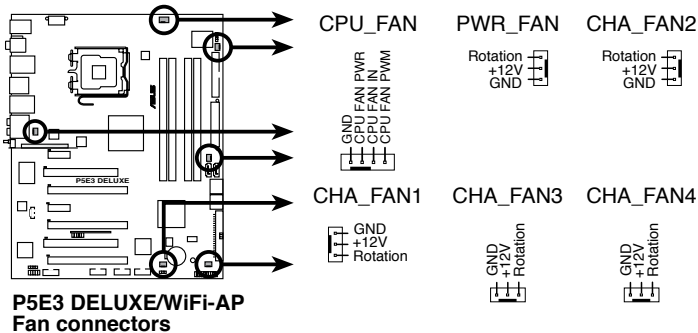 CPU_FAN
GND
CPU FAN PWR
CPU FAN IN
CPU FAN PWM
PWR_FAN
Rotation
+12V
GND
CHA_FAN2
Rotation
+12V
GND
CHA_FAN1
GND
+12V
Rotation
CHA_FAN3
GND
+12V
Rotation
CHA_FAN4
GND
+12V
Rotation
ASUS
P5E3 DELUXE
P5E3 DELUXE/WiFi-AP
Fan connectors